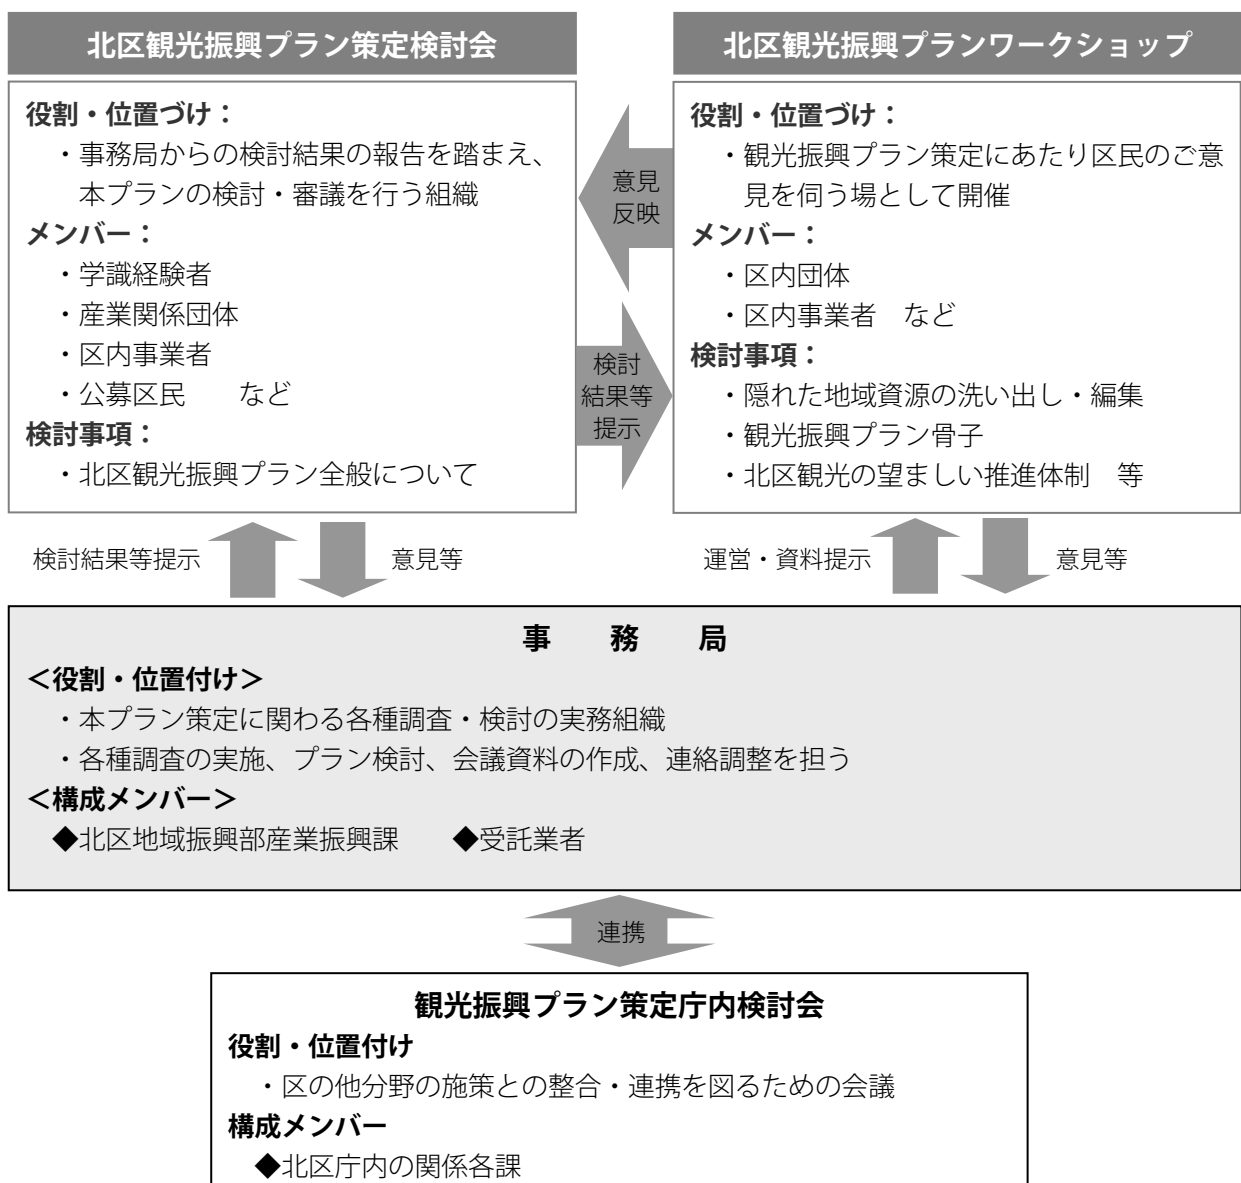 北区観光振興プラン策定検討会
役割・位置づけ：
・事務局からの検討結果の報告を踏まえ、
本プランの検討・審議を行う組織
メンバー：
・学識経験者
・産業関係団体
・区内事業者
・公募区民　　など
検討事項：
・北区観光振興プラン全般について
意見
反映
検討
結果等
提示
北区観光振興プランワークショップ
役割・位置づけ：
・観光振興プラン策定にあたり区民のご意
見を伺う場として開催
メンバー：
・区内団体
・区内事業者　など
検討事項：
・隠れた地域資源の洗い出し・編集
・観光振興プラン骨子
・北区観光の望ましい推進体制　等
検討結果等提示
意見等
運営・資料提示
意見等
事　務　局
＜役割・位置付け＞
・本プラン策定に関わる各種調査・検討の実務組織
・各種調査の実施、プラン検討、会議資料の作成、連絡調整を担う
＜構成メンバー＞
◆北区地域振興部産業振興課　　◆受託業者
連携
観光振興プラン策定庁内検討会
役割・位置付け
・区の他分野の施策との整合・連携を図るための会議
構成メンバー
◆北区庁内の関係各課